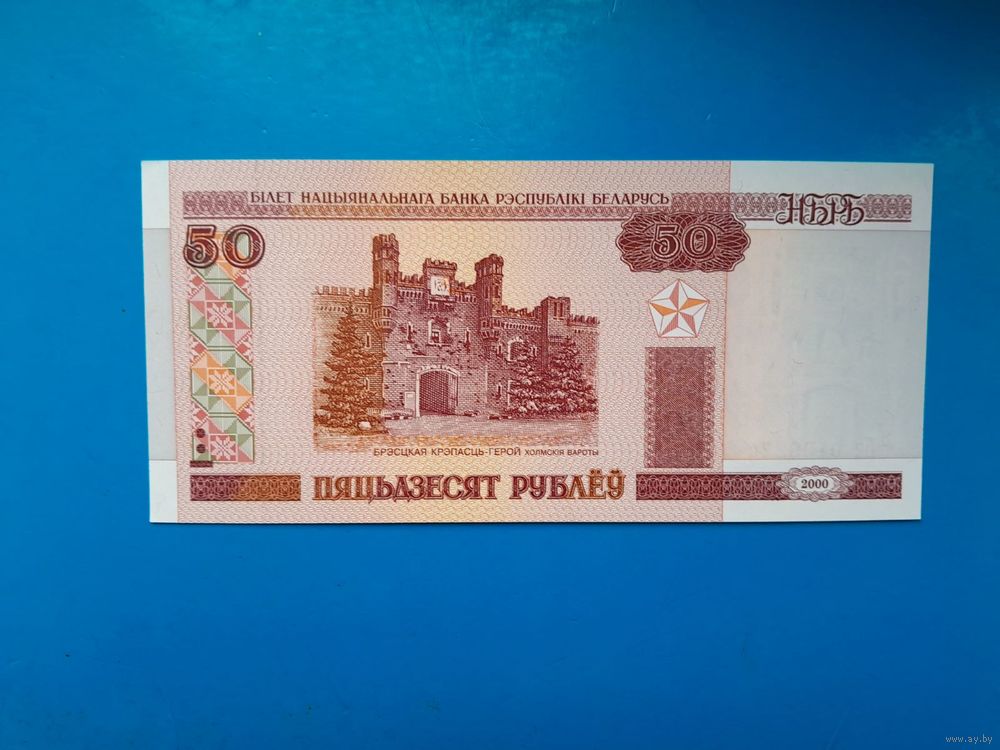 БІЛЕТ НАЦЫЯНАЛЬНАГА БАНКА РЭСПУБЛІКІ БЕЛАРУСЬ
НБРБ
50
50
БРЭСЦКАЯ КРЭПАСЦЬ-ГЕРОЙ ХОЛМСКІЯ ВАРОТЫ
ПЯЦЬДЗЕСЯТ РУБЛЁЎ
2000
www.ay.by